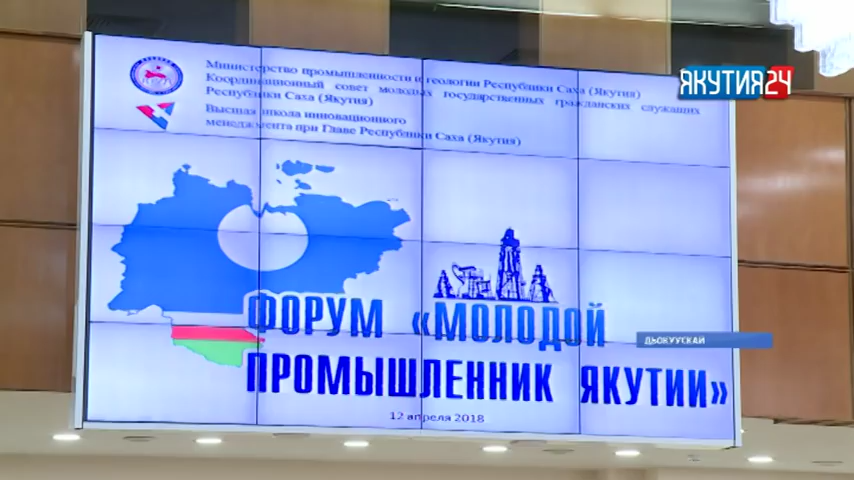 Министерство промышленности и геологии Республики Саха (Якутия)
Координационный совет молодых государственных гражданских служащих
Республики Саха (Якутия)
Высшая школа инновационного
менеджмента при Главе Республики Саха (Якутия)
ЯКУТИЯ24
ФОРУМ «МОЛОДОЙ
ПРОМЫШЛЕННИК ЯКУТИИ»
ДЬОКУУСКАЙ
12 апреля 2018